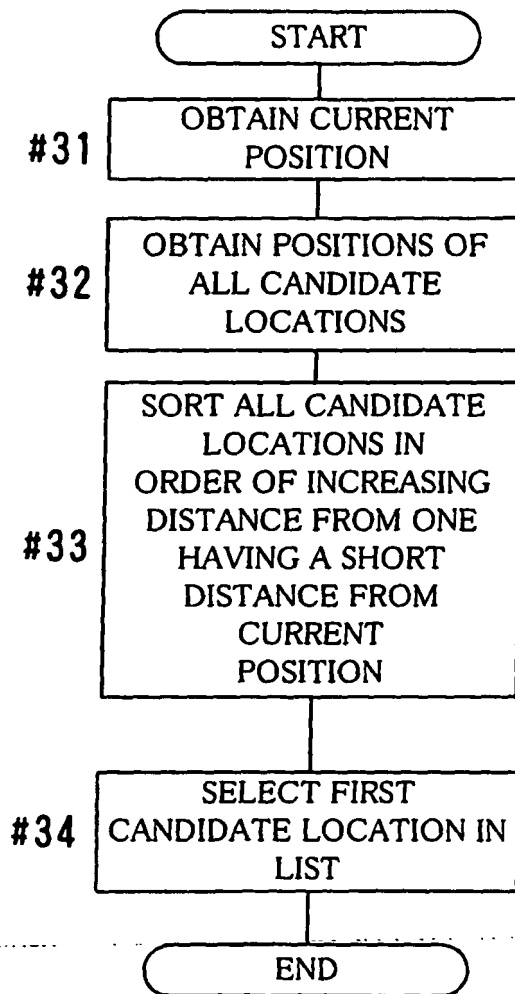 START
#31
OBTAIN CURRENT
POSITION
#32
OBTAIN POSITIONS OF
ALL CANDIDATE
LOCATIONS
#33
SORT ALL CANDIDATE
LOCATIONS IN
ORDER OF INCREASING
DISTANCE FROM ONE
HAVING A SHORT
DISTANCE FROM
CURRENT
POSITION
#34
SELECT FIRST
CANDIDATE LOCATION IN
LIST
END